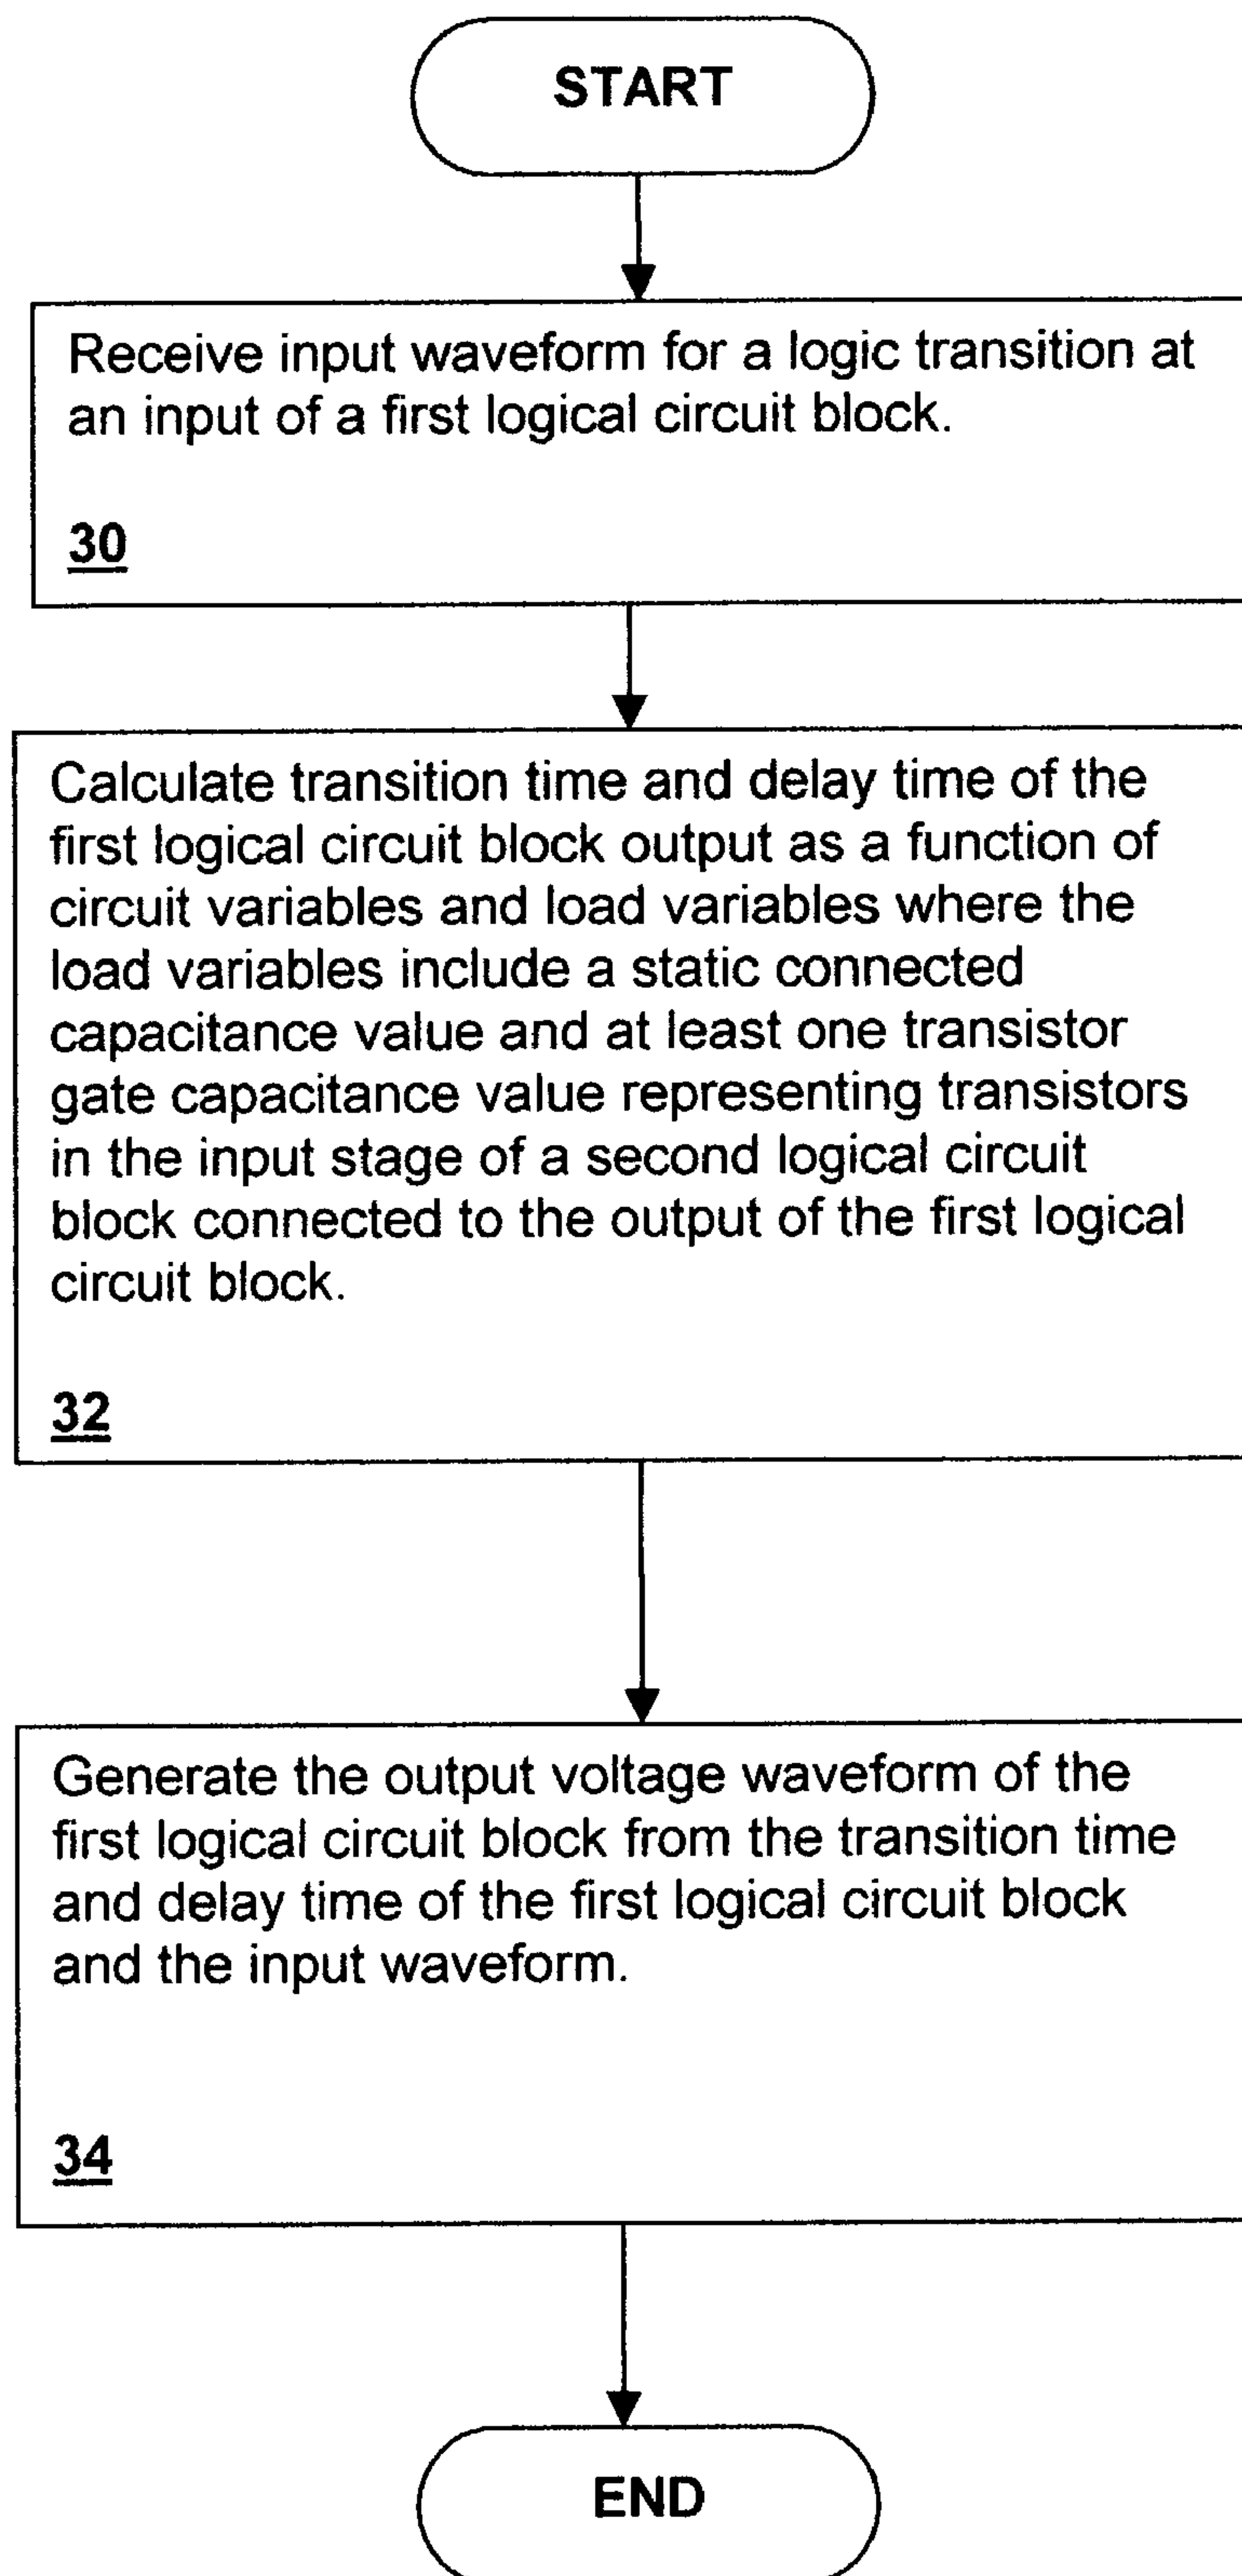 START
Receive input waveform for a logic transition at
an input of a first logical circuit block.
30
Calculate transition time and delay time of the
first logical circuit block output as a function of
circuit variables and load variables where the
load variables include a static connected
capacitance value and at least one transistor
gate capacitance value representing transistors
in the input stage of a second logical circuit
block connected to the output of the first logical
circuit block.
32
Generate the output voltage waveform of the
first logical circuit block from the transition time
and delay time of the first logical circuit block
and the input waveform.
34
END